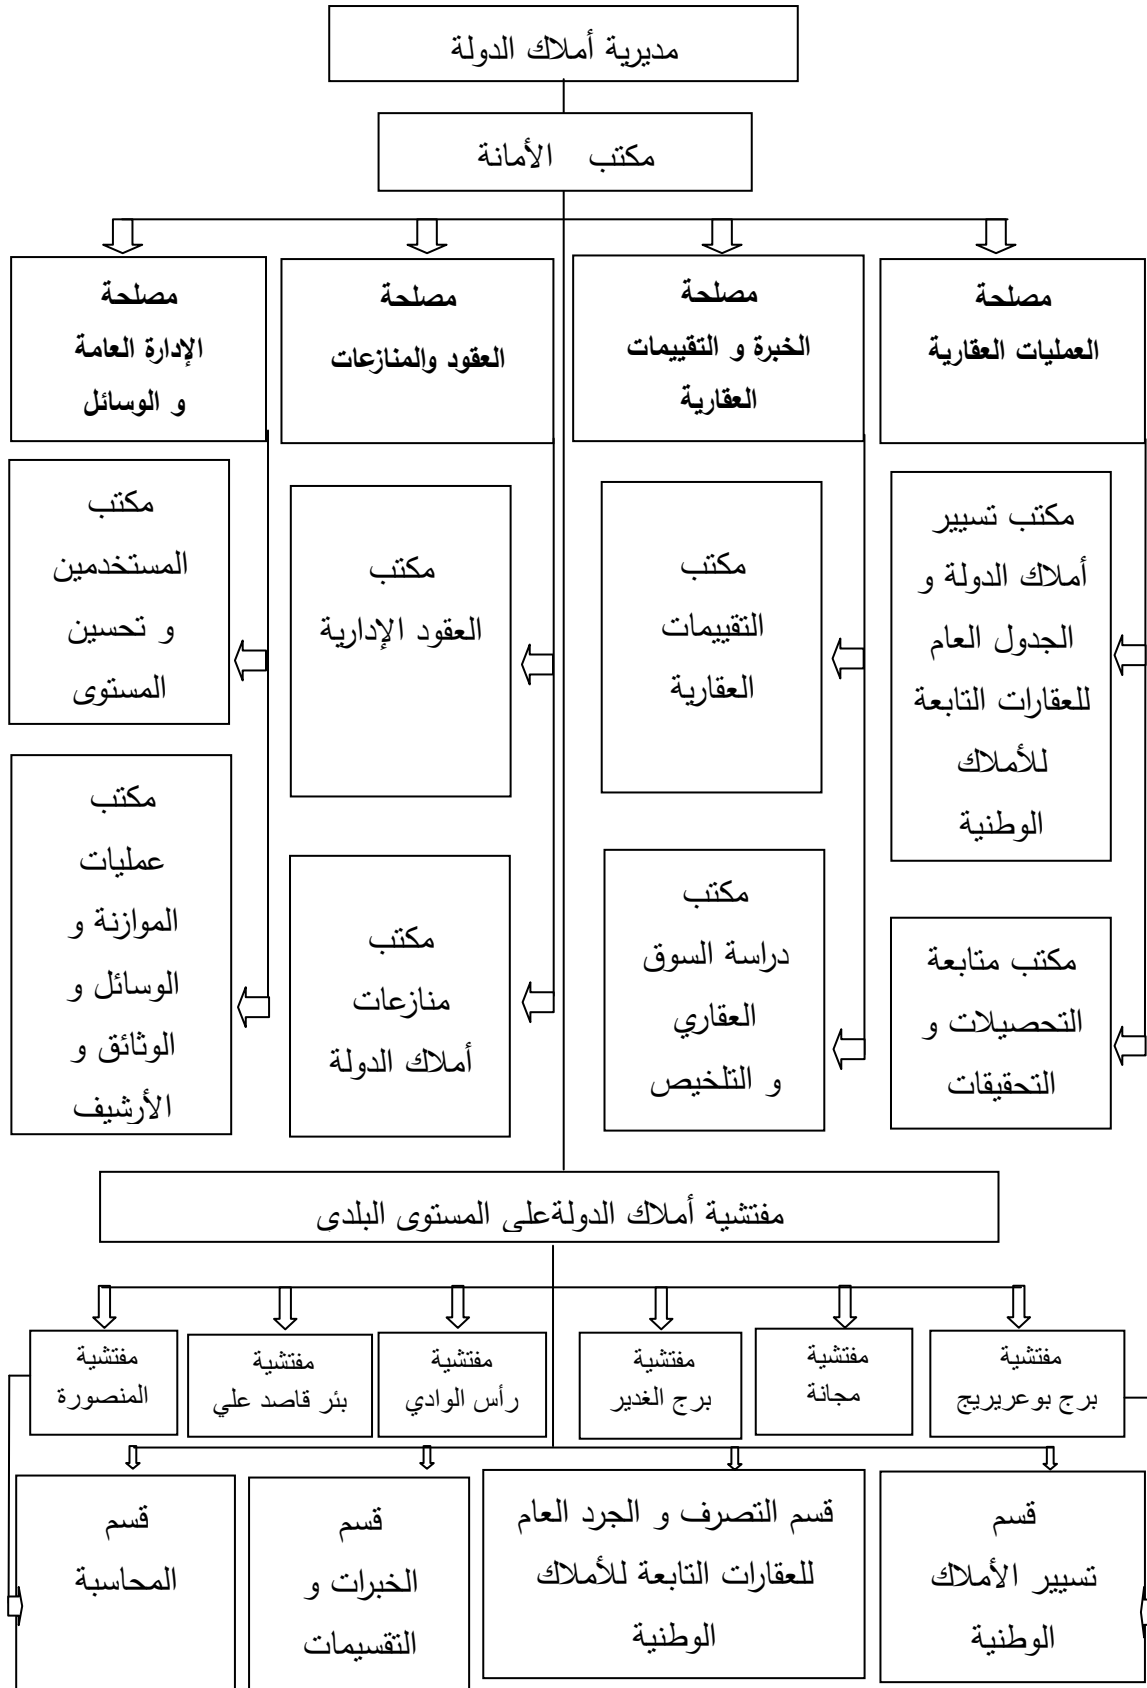 مديرية أملاك الدولة
مكتب الأمانة
مصلحة
العمليات العقارية
مصلحة
الخبرة و التقييمات
العقارية
مصلحة
العقود والمنازعات
مصلحة
الإدارة العامة
و الوسائل
مكتب تسيير
أملاك الدولة و
الجدول العام
للعقارات التابعة
للأملاك
الوطنية
مكتب
التقييمات
العقارية
مكتب
العقود الإدارية
مكتب
المستخدمين
و تحسين
المستوى
مكتب متابعة
التحصيلات و
التحقيقات
مكتب
دراسة السوق
العقاري
و التلخيص
مكتب
منازعات
أملاك الدولة
مكتب
عمليات
الموازنة و
الوسائل و
الوثائق و
الأرشيف
مفتشية أملاك الدولةعلى المستوى البلدى
مفتشية
برج بوعريريج
مفتشية
مجانة
مفتشية
برج الغدير
مفتشية
رأس الوادي
مفتشية
بئر قاصد علي
مفتشية
المنصورة
قسم
تسيير الأملاك
الوطنية
قسم التصرف و الجرد العام
للعقارات التابعة للأملاك
الوطنية
قسم
الخبرات و
التقسيمات
قسم
المحاسبة